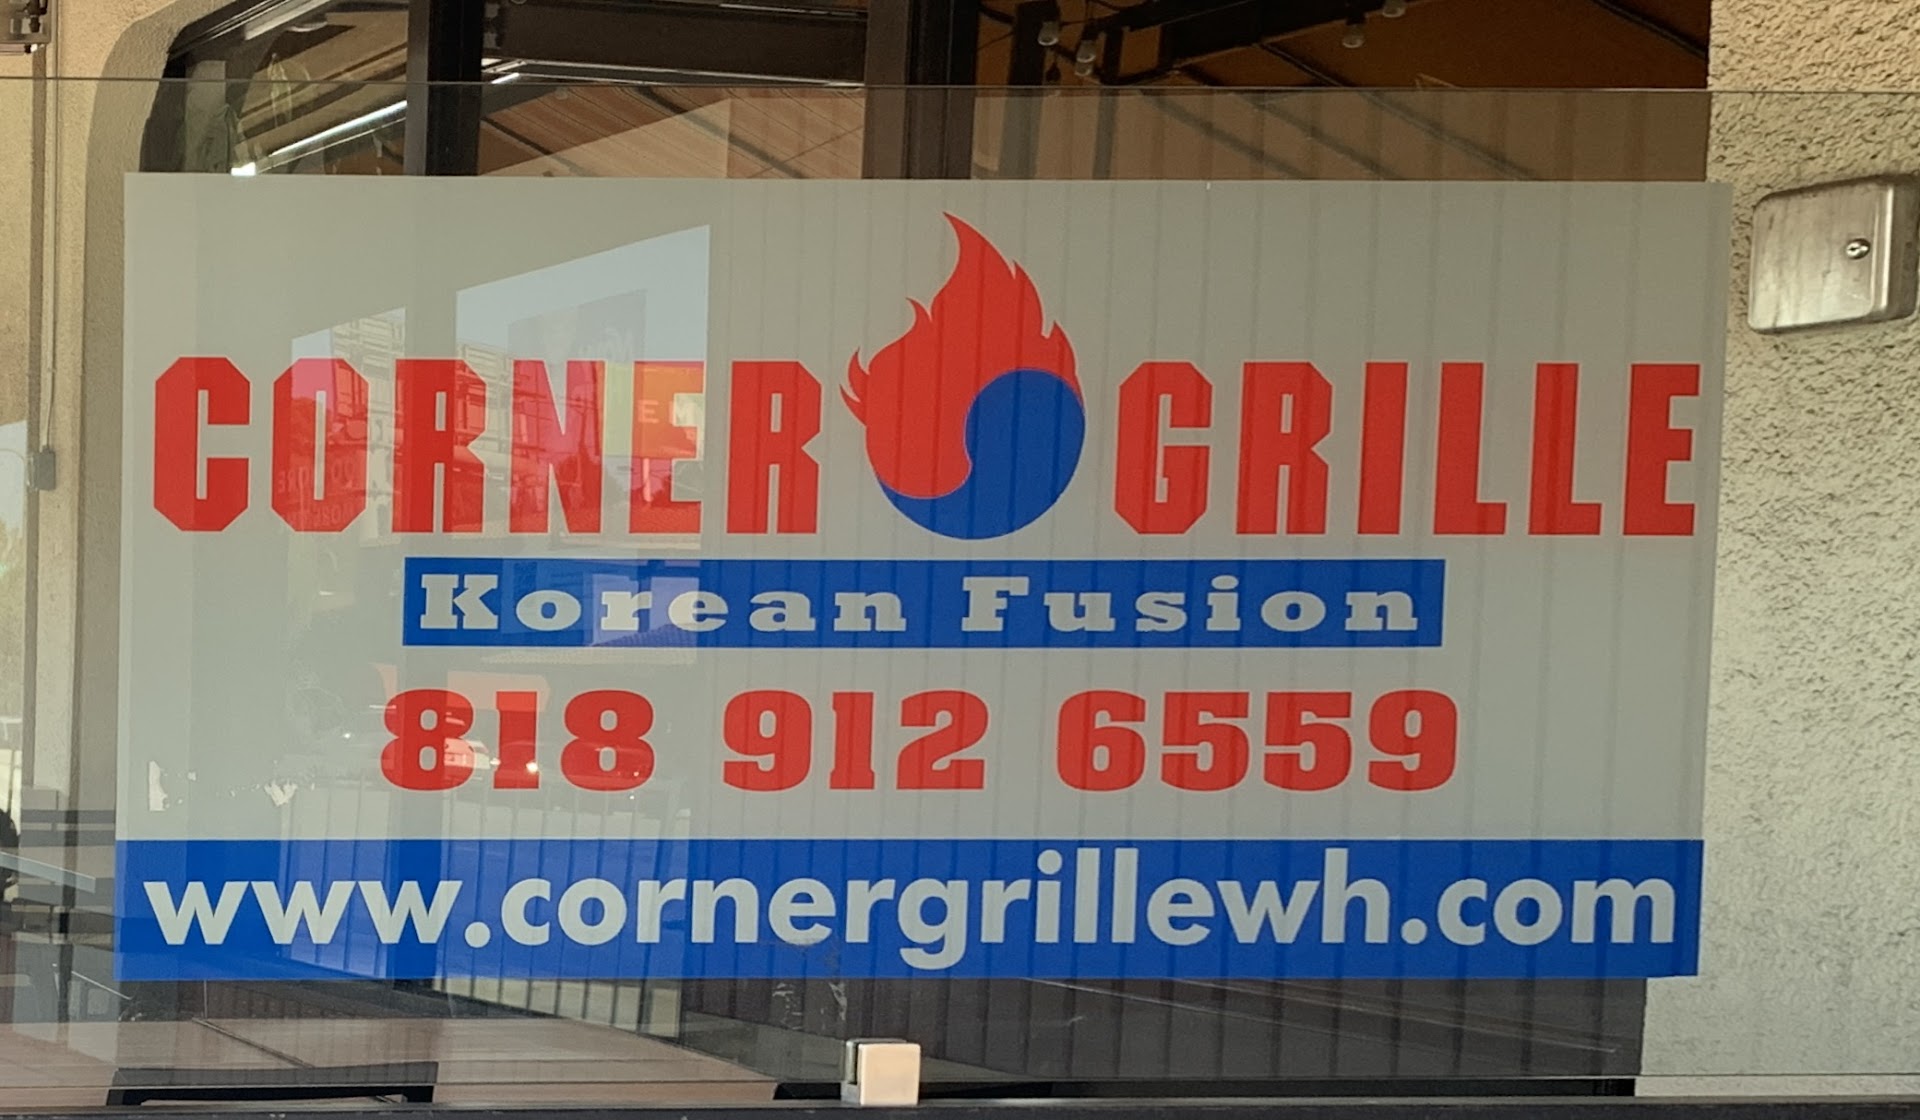 CORNER GRILLE
Korean Fusion
818 912 6559
www.cornergrillewh.com